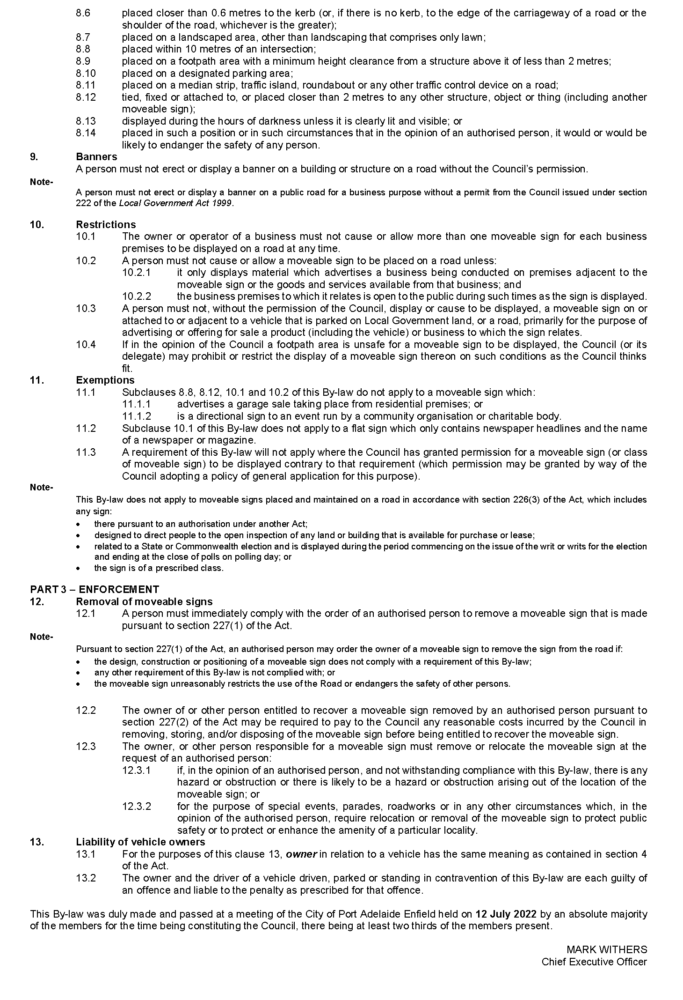 8.6 placed closer than 0.6 metres to the kerb (or, if there is no kerb, to the edge of the carriageway of a road or the
shoulder of the road, whichever is the greater);
8.7 placed on a landscaped area, other than landscaping that comprises only lawn;
8.8 placed within 10 metres of an intersection;
8.9 placed on a footpath area with a minimum height clearance from a structure above it of less than 2 metres;
8.10 placed on a designated parking area;
8.11 placed on a median strip, traffic island, roundabout or any other traffic control device on a road;
8.12 tied, fixed or attached to, or placed closer than 2 metres to any other structure, object or thing (including another
moveable sign);
8.13 displayed during the hours of darkness unless it is clearly lit and visible; or
8.14 placed in such a position or in such circumstances that in the opinion of an authorised person, it would or would be
likely to endanger the safety of any person.
9. Banners
A person must not erect or display a banner on a building or structure on a road without the Council's permission.
Note-
A person must not erect or display a banner on a public road for a business purpose without a permit from the Council issued under section
222 of the Local Government Act 1999.
10. Restrictions
10.1 The owner or operator of a business must not cause or allow more than one moveable sign for each business
premises to be displayed on a road at any time.
10.2 A person must not cause or allow a moveable sign to be placed on a road unless:
10.2.1 it only displays material which advertises a business being conducted on premises adjacent to the
moveable sign or the goods and services available from that business; and
10.2.2 the business premises to which it relates is open to the public during such times as the sign is displayed.
10.3 A person must not, without the permission of the Council, display or cause to be displayed, a moveable sign on or
attached to or adjacent to a vehicle that is parked on Local Government land, or a road, primarily for the purpose of
advertising or offering for sale a product (including the vehicle) or business to which the sign relates.
10.4 If in the opinion of the Council a footpath area is unsafe for a moveable sign to be displayed, the Council (or its
delegate) may prohibit or restrict the display of a moveable sign thereon on such conditions as the Council thinks
fit.
11. Exemptions
11.1 Subclauses 8.8, 8.12, 10.1 and 10.2 of this By-law do not apply to a moveable sign which:
11.1.1 advertises a garage sale taking place from residential premises; or
11.1.2 is a directional sign to an event run by a community organisation or charitable body.
11.2 Subclause 10.1 of this By-law does not apply to a flat sign which only contains newspaper headlines and the name
of a newspaper or magazine.
11.3 A requirement of this By-law will not apply where the Council has granted permission for a moveable sign (or class
of moveable sign) to be displayed contrary to that requirement (which permission may be granted by way of the
Council adopting a policy of general application for this purpose).
Note-
This By-law does not apply to moveable signs placed and maintained on a road in accordance with section 226(3) of the Act, which includes
any sign:
• there pursuant to an authorisation under another Act;
• designed to direct people to the open inspection of any land or building that is available for purchase or lease;
• related to a State or Commonwealth election and is displayed during the period commencing on the issue of the writ or writs for the election
and ending at the close of polls on polling day; or
• the sign is of a prescribed class.
PART 3 – ENFORCEMENT
12. Removal of moveable signs
12.1 A person must immediately comply with the order of an authorised person to remove a moveable sign that is made
pursuant to section 227(1) of the Act.
Note-
Pursuant to section 227(1) of the Act, an authorised person may order the owner of a moveable sign to remove the sign from the road if:
• the design, construction or positioning of a moveable sign does not comply with a requirement of this By-law;
• any other requirement of this By-law is not complied with; or
• the moveable sign unreasonably restricts the use of the Road or endangers the safety of other persons.
12.2 The owner of or other person entitled to recover a moveable sign removed by an authorised person pursuant to
section 227(2) of the Act may be required to pay to the Council any reasonable costs incurred by the Council in
removing, storing, and/or disposing of the moveable sign before being entitled to recover the moveable sign.
12.3 The owner, or other person responsible for a moveable sign must remove or relocate the moveable sign at the
request of an authorised person:
12.3.1 if, in the opinion of an authorised person, and not withstanding compliance with this By-law, there is any
hazard or obstruction or there is likely to be a hazard or obstruction arising out of the location of the
moveable sign; or
12.3.2 for the purpose of special events, parades, roadworks or in any other circumstances which, in the
opinion of the authorised person, require relocation or removal of the moveable sign to protect public
safety or to protect or enhance the amenity of a particular locality.
13. Liability of vehicle owners
13.1 For the purposes of this clause 13, owner in relation to a vehicle has the same meaning as contained in section 4
of the Act.
13.2 The owner and the driver of a vehicle driven, parked or standing in contravention of this By-law are each guilty of
an offence and liable to the penalty as prescribed for that offence.
This By-law was duly made and passed at a meeting of the City of Port Adelaide Enfield held on 12 July 2022 by an absolute majority
of the members for the time being constituting the Council, there being at least two thirds of the members present.
MARK WITHERS
Chief Executive Officer